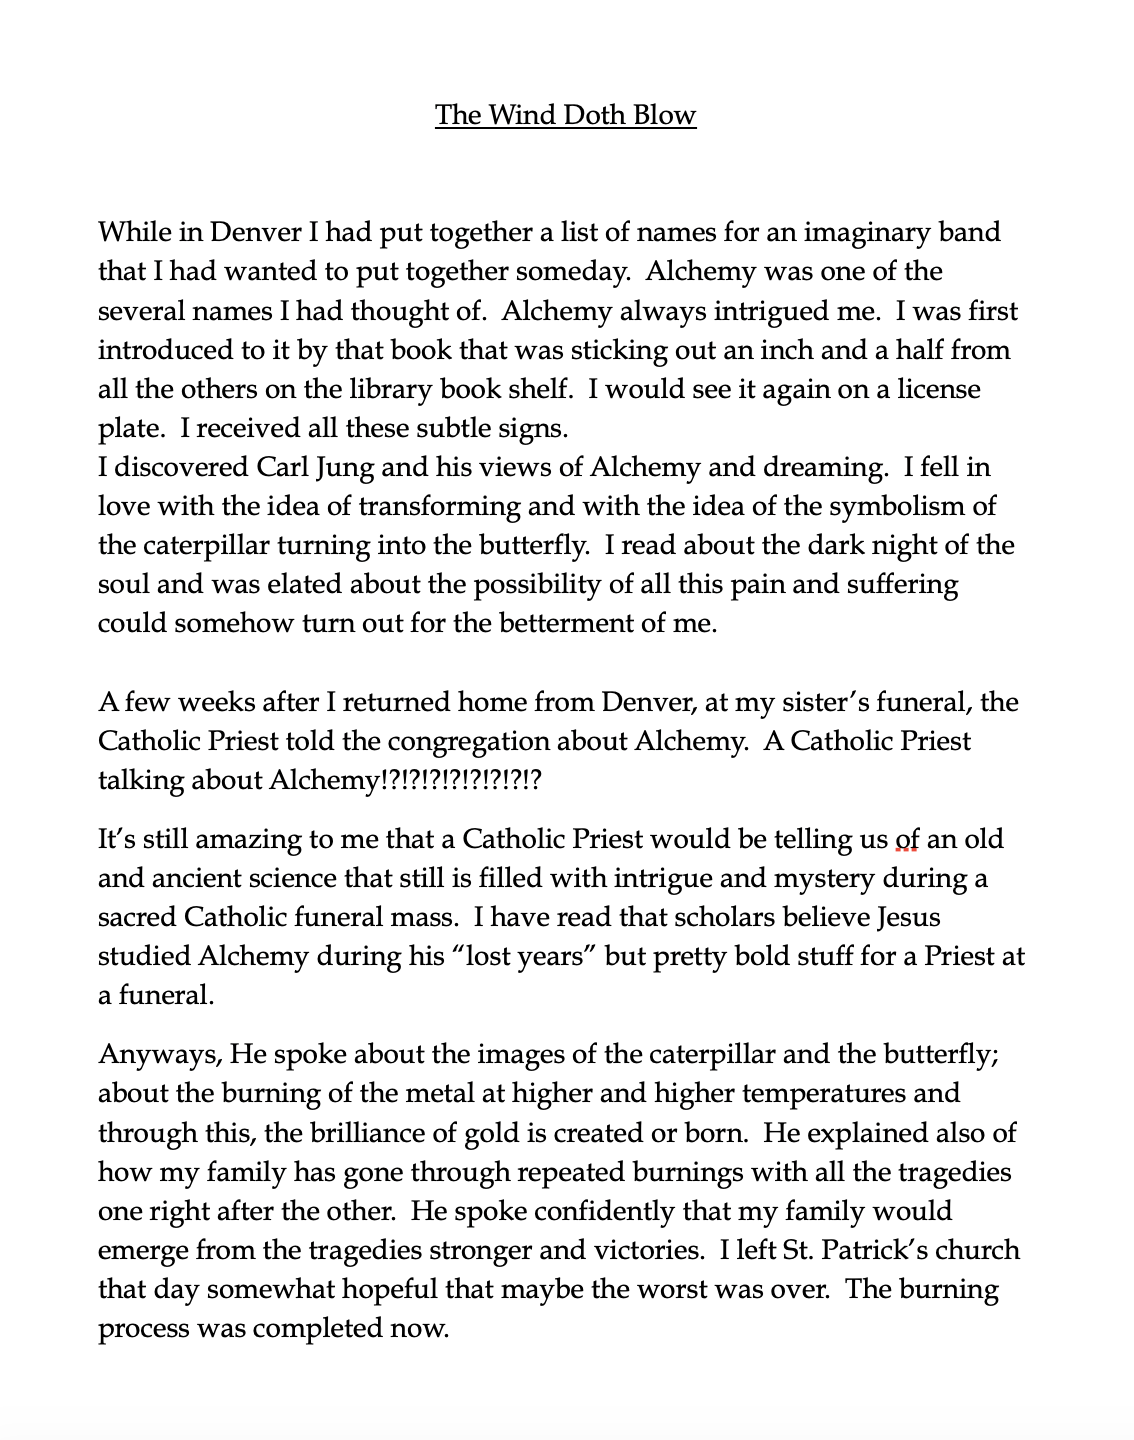 The Wind Doth Blow
While in Denver I had put together a list of names for an imaginary band
that I had wanted to put together someday.  Alchemy was one of the
several names I had thought of.  Alchemy always intrigued me.  I was first
introduced to it by that book that was sticking out an inch and a half from
all the others on the library book shelf.  I would see it again on a license
plate.  I received all these subtle signs.
I discovered Carl Jung and his views of Alchemy and dreaming.  I fell in
love with the idea of transforming and with the idea of the symbolism of
the caterpillar turning into the butterfly.  I read about the dark night of the
soul and was elated about the possibility of all this pain and suffering
could somehow turn out for the betterment of me.
A few weeks after I returned home from Denver, at my sister’s funeral, the
Catholic Priest told the congregation about Alchemy.  A Catholic Priest
talking about Alchemy!?!?!?!?!?!?!?!?
It’s still amazing to me that a Catholic Priest would be telling us of an old
and ancient science that still is filled with intrigue and mystery during a
sacred Catholic funeral mass.  I have read that scholars believe Jesus
studied Alchemy during his “lost years” but pretty bold stuff for a Priest at
a funeral.
Anyways, He spoke about the images of the caterpillar and the butterfly;
about the burning of the metal at higher and higher temperatures and
through this, the brilliance of gold is created or born.  He explained also of
how my family has gone through repeated burnings with all the tragedies
one right after the other.  He spoke confidently that my family would
emerge from the tragedies stronger and victories.  I left St. Patrick’s church
that day somewhat hopeful that maybe the worst was over.  The burning
process was completed now.